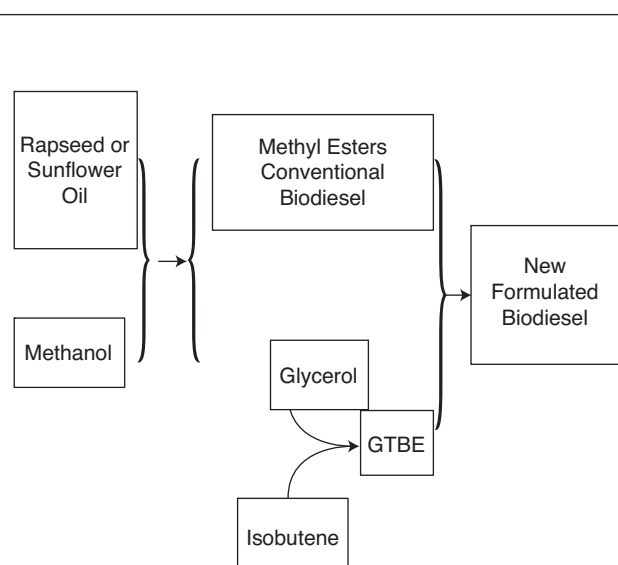 Rapseed or
Sunflower
Oil
Methanol
Methyl Esters
Conventional
Biodiesel
Glycerol
GTBE
Isobutene
New
Formulated
Biodiesel